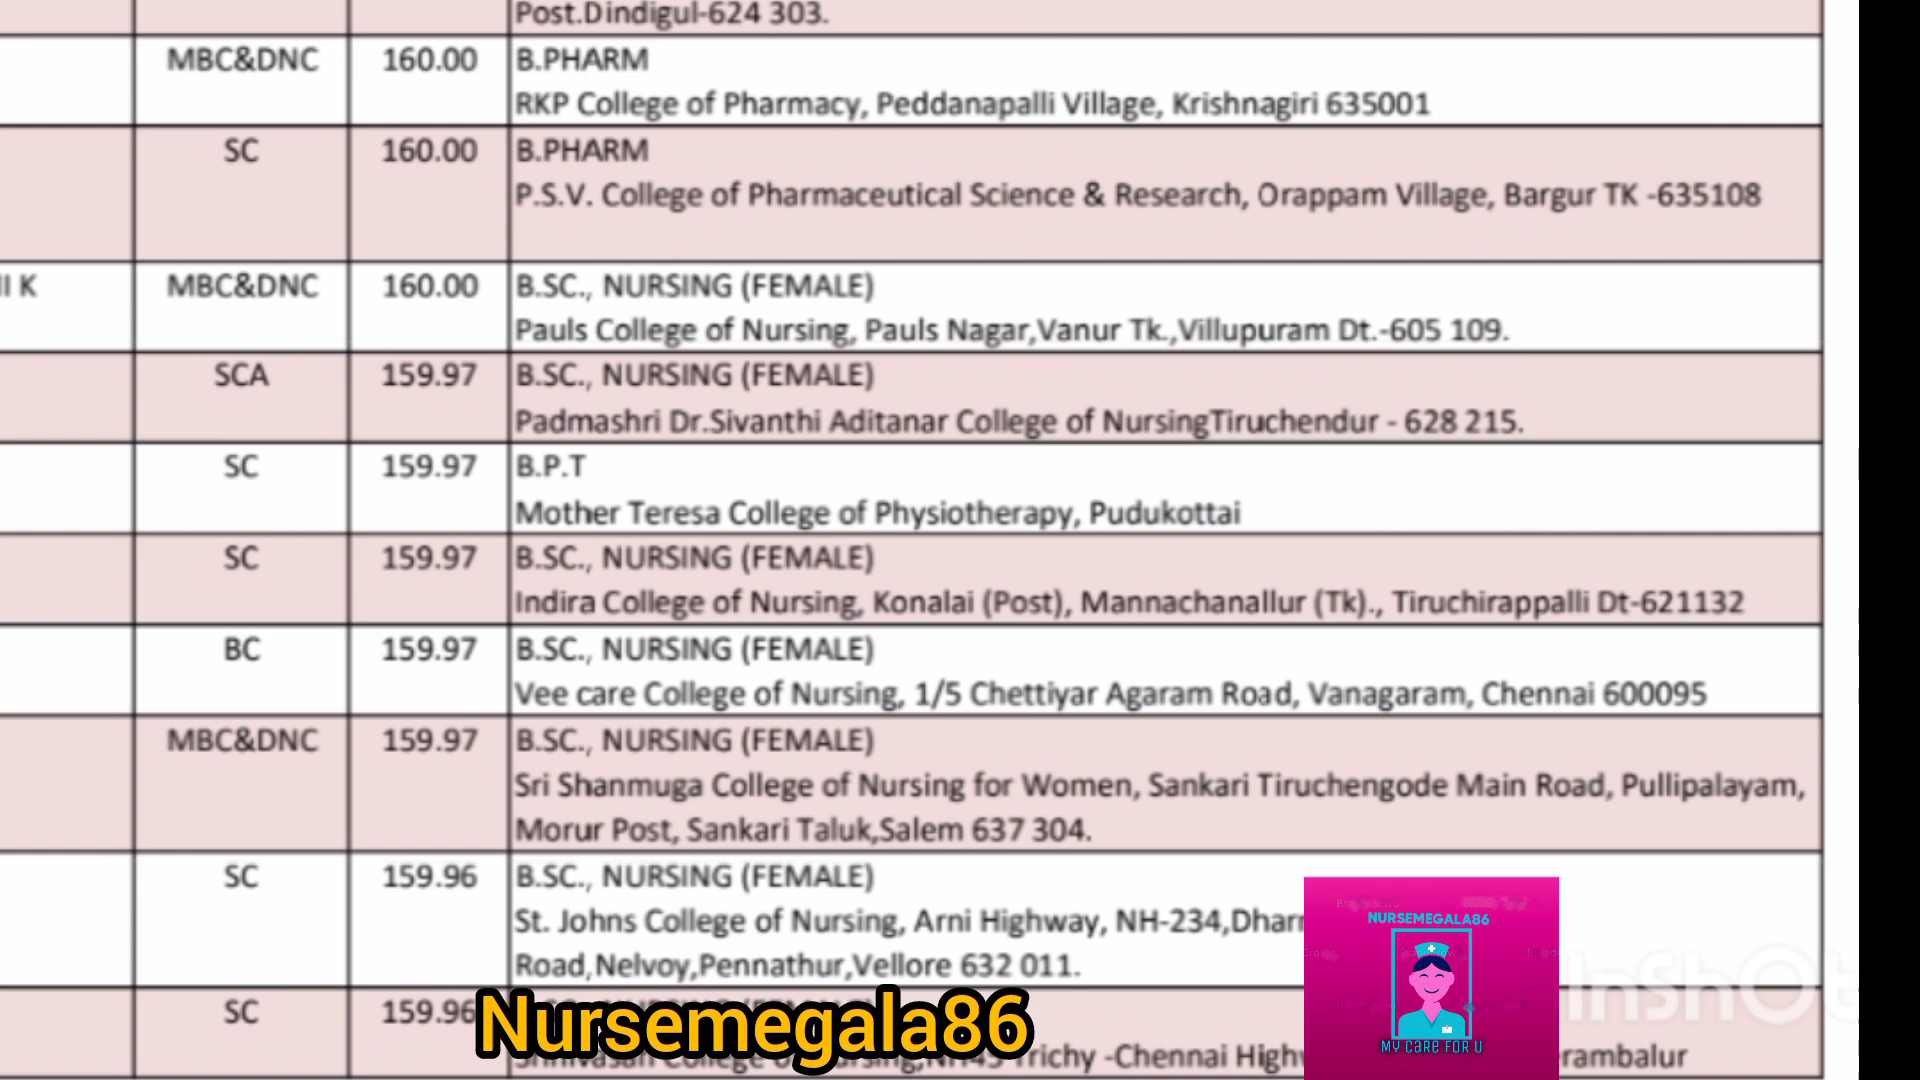 Post.Dindigul-624 303.
MBC&DNC 160.00 B.PHARM
RKP College of Pharmacy, Peddanapalli Village, Krishnagiri 635001
SC 160.00 B.PHARM
P.S.V. College of Pharmaceutical Science & Research, Orappam Village, Bargur TK -635108
II K MBC&DNC 160.00 B.SC., NURSING (FEMALE)
Pauls College of Nursing, Pauls Nagar,Vanur Tk.,Villupuram Dt.-605 109.
SCA 159.97 B.SC., NURSING (FEMALE)
Padmashri Dr.Sivanthi Aditanar College of NursingTiruchendur - 628 215.
SC 159.97 B.P.T
Mother Teresa College of Physiotherapy, Pudukottai
SC 159.97 B.SC., NURSING (FEMALE)
Indira College of Nursing, Konalai (Post), Mannachanallur (Tk)., Tiruchirappalli Dt-621132
BC 159.97 B.SC., NURSING (FEMALE)
Vee care College of Nursing, 1/5 Chettiyar Agaram Road, Vanagaram, Chennai 600095
MBC&DNC 159.97 B.SC., NURSING (FEMALE)
Sri Shanmuga College of Nursing for Women, Sankari Tiruchengode Main Road, Pullipalayam,
Morur Post, Sankari Taluk,Salem 637 304.
SC 159.96 B.SC., NURSING (FEMALE)
St. Johns College of Nursing, Arni Highway, NH-234,Dharm
Road,Nelvoy,Pennathur,Vellore 632 011.
SC 159.96
Trichy -Chennai Highw
Nursemegala86
NURSEMEGALA86
MY CARE FOR U
InShOt